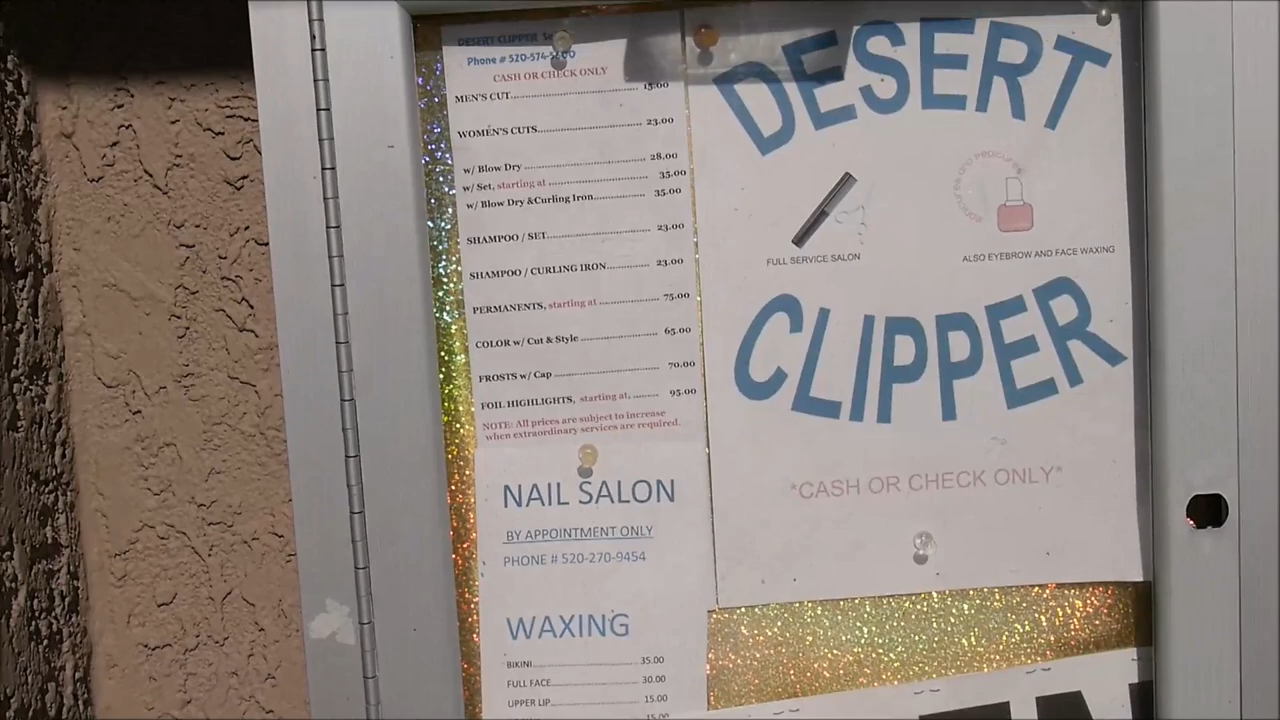 DESERT CLIPPER
Phone # 520-574-
CASH OR CHECK ONLY
MEN'S CUT........ 15.00
WOMEN'S CUTS........ 23.00
w/ Blow Dry ........ 28.00
w/ Set, starting at ........ 35.00
w/ Blow Dry &Curling Iron........ 35.00
SHAMPOO / SET........ 23.00
SHAMPOO / CURLING IRON........ 23.00
PERMANENTS, starting at ........ 75.00
COLOR w/ Cut & Style ........ 65.00
FROSTS w/ Cap ........ 70.00
FOIL HIGHLIGHTS, starting at, ........ 95.00
NOTE: All prices are subject to increase
when extraordinary services are required.
NAIL SALON
BY APPOINTMENT ONLY
PHONE # 520-270-9454
WAXING
BIKINI........ 35.00
FULL FACE........ 30.00
UPPER LIP........ 15.00
15.00
DESERT
FULL SERVICE SALON
ALSO EYEBROW AND FACE WAXING
CLIPPER
*CASH OR CHECK ONLY*